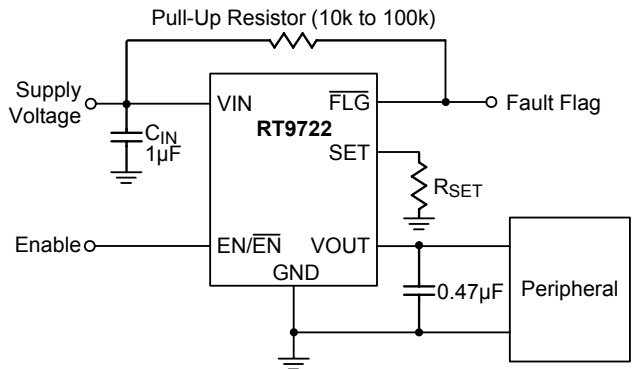 Pull-Up Resistor (10k to 100k)
Supply
Voltage
VIN
FLG
Fault Flag
RT9722
CIN
1µF
SET
RSET
Enable
EN/EN
VOUT
GND
0.47µF
Peripheral